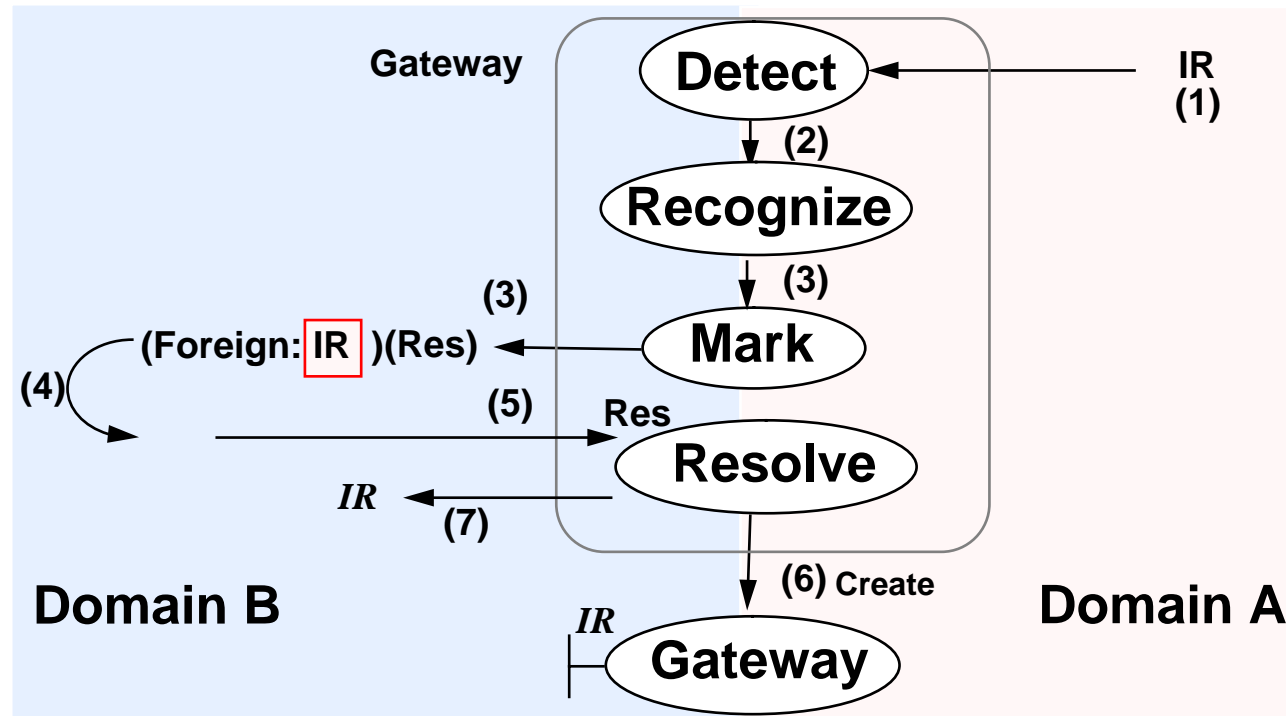 Gateway
Detect
IR
(1)
(2)
Recognize
(3)
(3)
Mark
(Foreign: IR )(Res)
(4)
(5)
Res
Resolve
IR
(7)
(6) Create
Domain B
Domain A
IR
Gateway